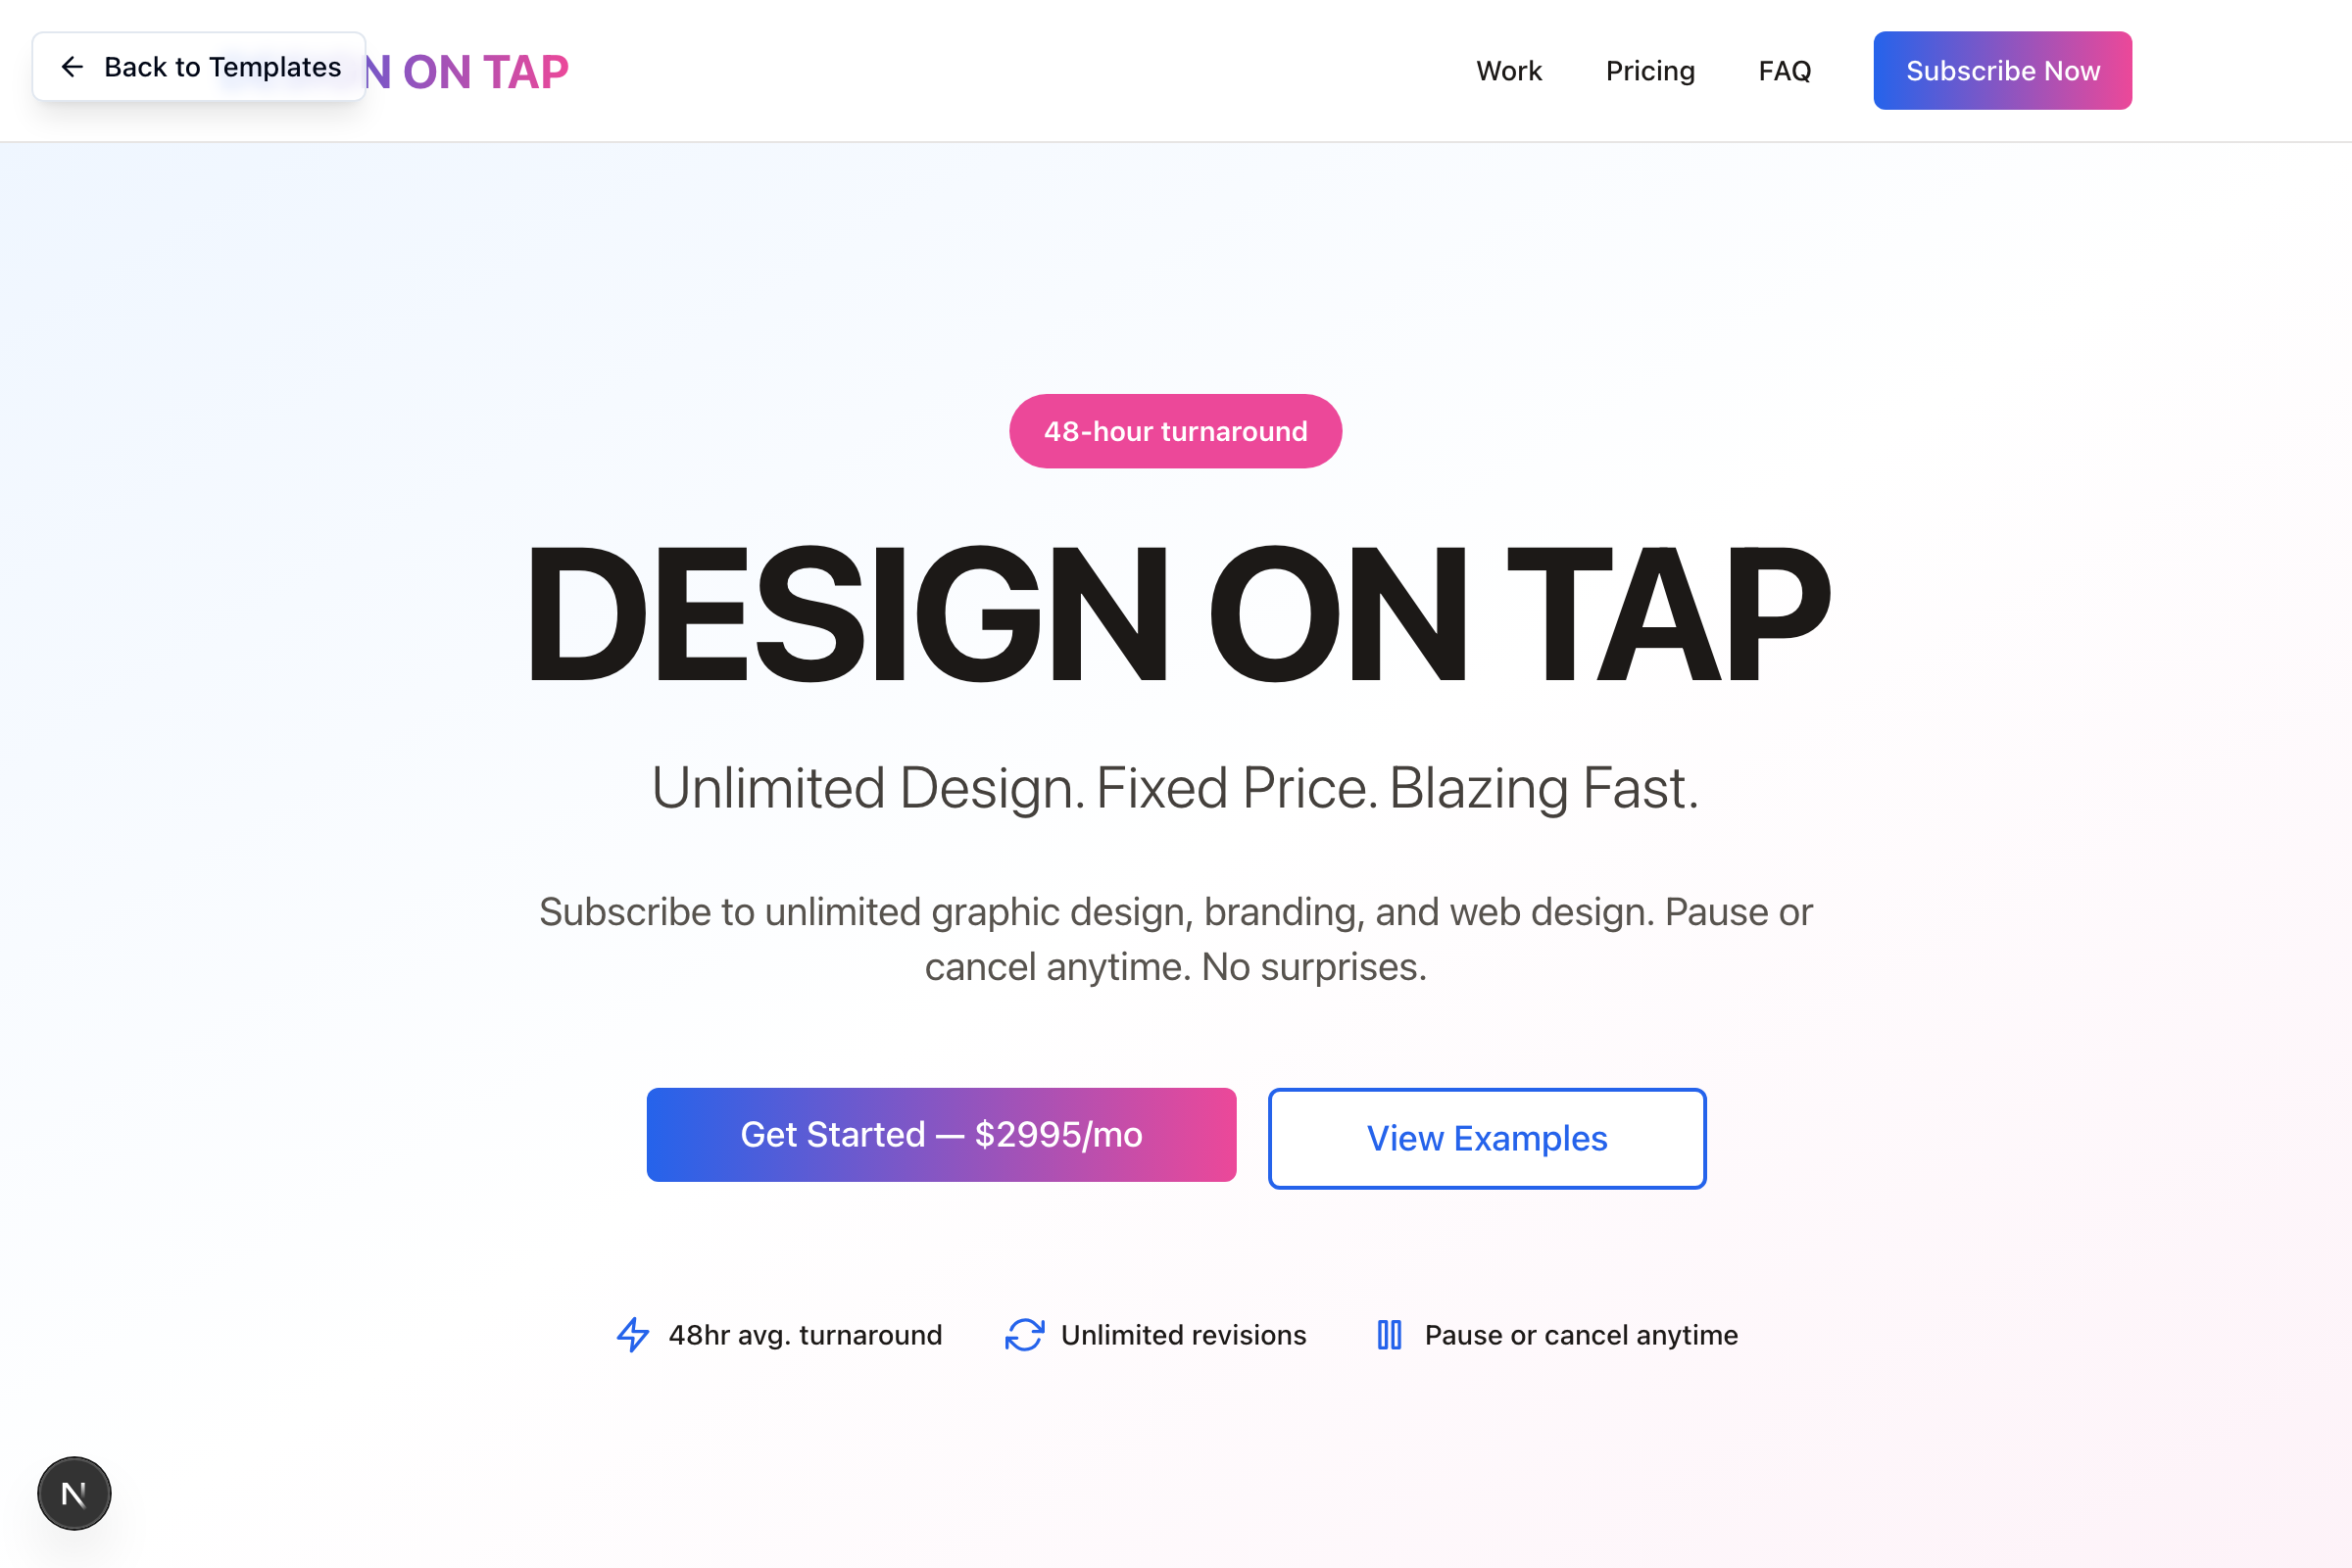 Back to Templates
N ON TAP
Work
Pricing
FAQ
Subscribe Now
48-hour turnaround
DESIGN ON TAP
Unlimited Design. Fixed Price. Blazing Fast.
Subscribe to unlimited graphic design, branding, and web design. Pause or
cancel anytime. No surprises.
Get Started — $2995/mo
View Examples
48hr avg. turnaround
Unlimited revisions
Pause or cancel anytime
N